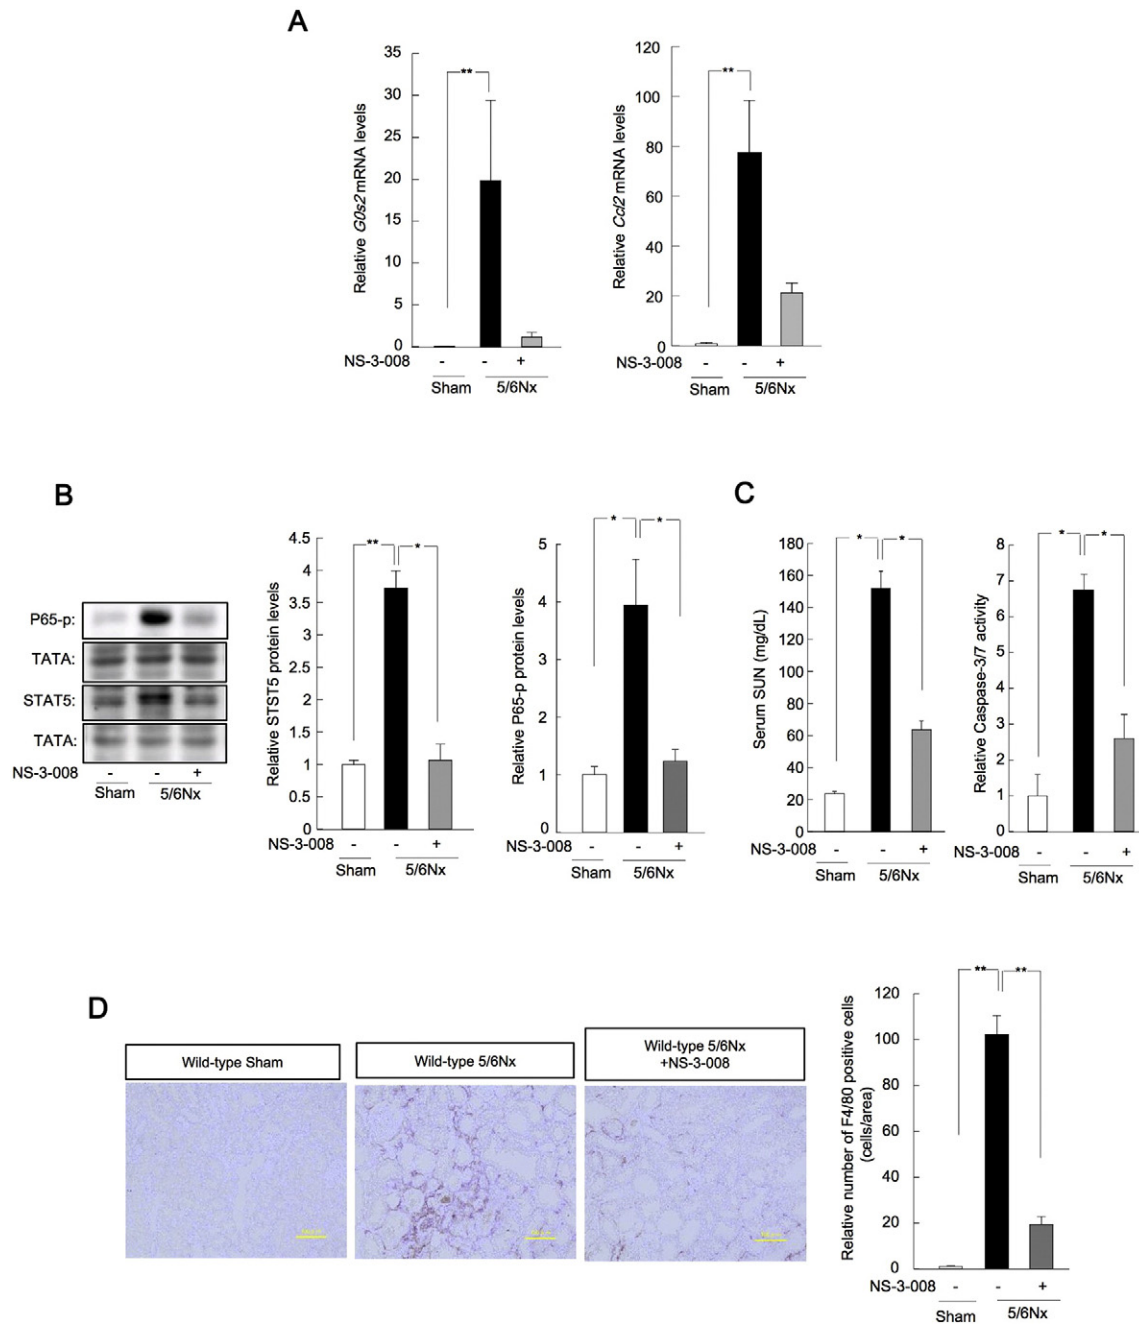 A
Relative G0s2 mRNA levels
35
30
25
20
15
10
5
0
**
NS-3-008
-
-
+
Sham
5/6Nx
Relative Ccl2 mRNA levels
120
100
80
60
40
20
0
**
NS-3-008
-
-
+
Sham
5/6Nx
B
P65-p:
TATA:
STAT5:
TATA:
NS-3-008
-
-
+
Sham
5/6Nx
Relative STST5 protein levels
4.5
4
3.5
3
2.5
2
1.5
1
0.5
0
**
*
NS-3-008
-
-
+
Sham
5/6Nx
Relative P65-p protein levels
5
4
3
2
1
0
*
*
NS-3-008
-
-
+
Sham
5/6Nx
C
Serum SUN (mg/dL)
180
160
140
120
100
80
60
40
20
0
*
*
NS-3-008
-
-
+
Sham
5/6Nx
Relative Caspase-3/7 activity
8
7
6
5
4
3
2
1
0
*
*
NS-3-008
-
-
+
Sham
5/6Nx
D
Wild-type Sham
Wild-type 5/6Nx
Wild-type 5/6Nx
+NS-3-008
Relative number of F4/80 positive cells
(cells/area)
120
100
80
60
40
20
0
**
**
NS-3-008
-
-
+
Sham
5/6Nx